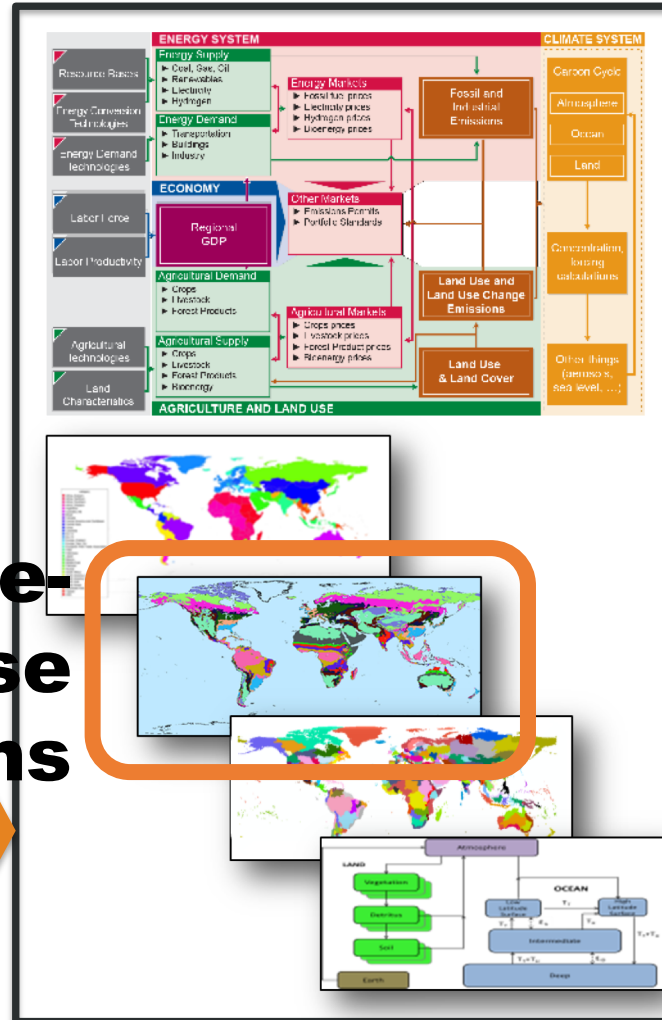 ENERGY SYSTEM
CLIMATE SYSTEM
Resource Bases
Energy Conversion
Technologies
Energy Demand
Technologies
Energy Supply
► Coal, Gas, Oil
► Renewables
► Electricity
► Hydrogen
Energy Demand
► Transportation
► Buildings
► Industry
Energy Markets
► Fossil fuel prices
► Electricity prices
► Hydrogen prices
► Bioenergy prices
Fossil and
Industrial
Emissions
Carbon Cycle
Atmosphere
Ocean
Land
ECONOMY
Labor Force
Labor Productivity
Regional
GDP
Other Markets
► Emissions Permits
► Portfolio Standards
Concentration,
forcing
calculations
Agricultural Demand
► Crops
► Livestock
► Forest Products
Agricultural Supply
► Crops
► Livestock
► Forest Products
► Bioenergy
Agricultural Markets
► Crops prices
► Livestock prices
► Forest Product prices
► Bioenergy prices
Land Use and
Land Use Change
Emissions
Land Use
& Land Cover
Agricultural
Technologies
Land
Characteristics
Other things
(aerosols,
sea level, ...)
AGRICULTURE AND LAND USE
e-
se
ns
Atmosphere
LAND
Vegetation
Detritus
Soil
Earth
OCEAN
Low
Latitude
Surface
High
Latitude
Surface
Intermediate
Deep